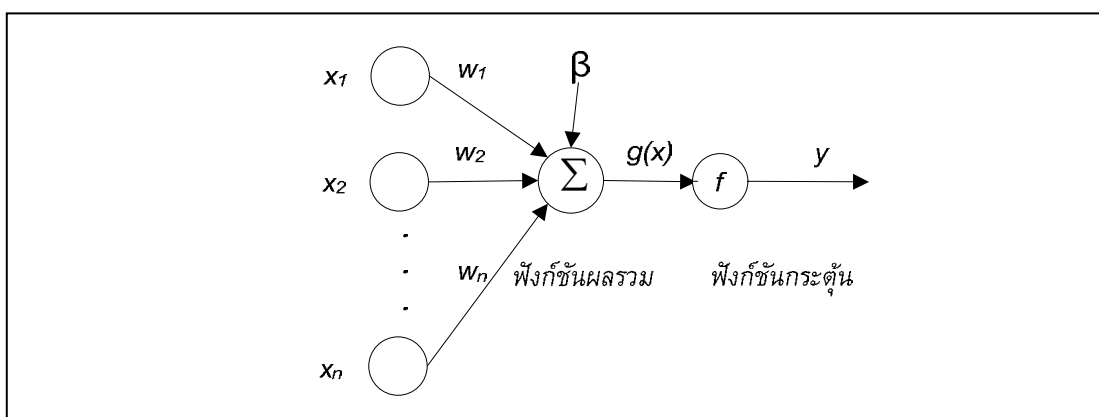 x1 w1 β
x2 w2 Σ g(x) f y
.
.
.
wn ฟังก์ชันผลรวม ฟังก์ชันกระตุ้น
xn